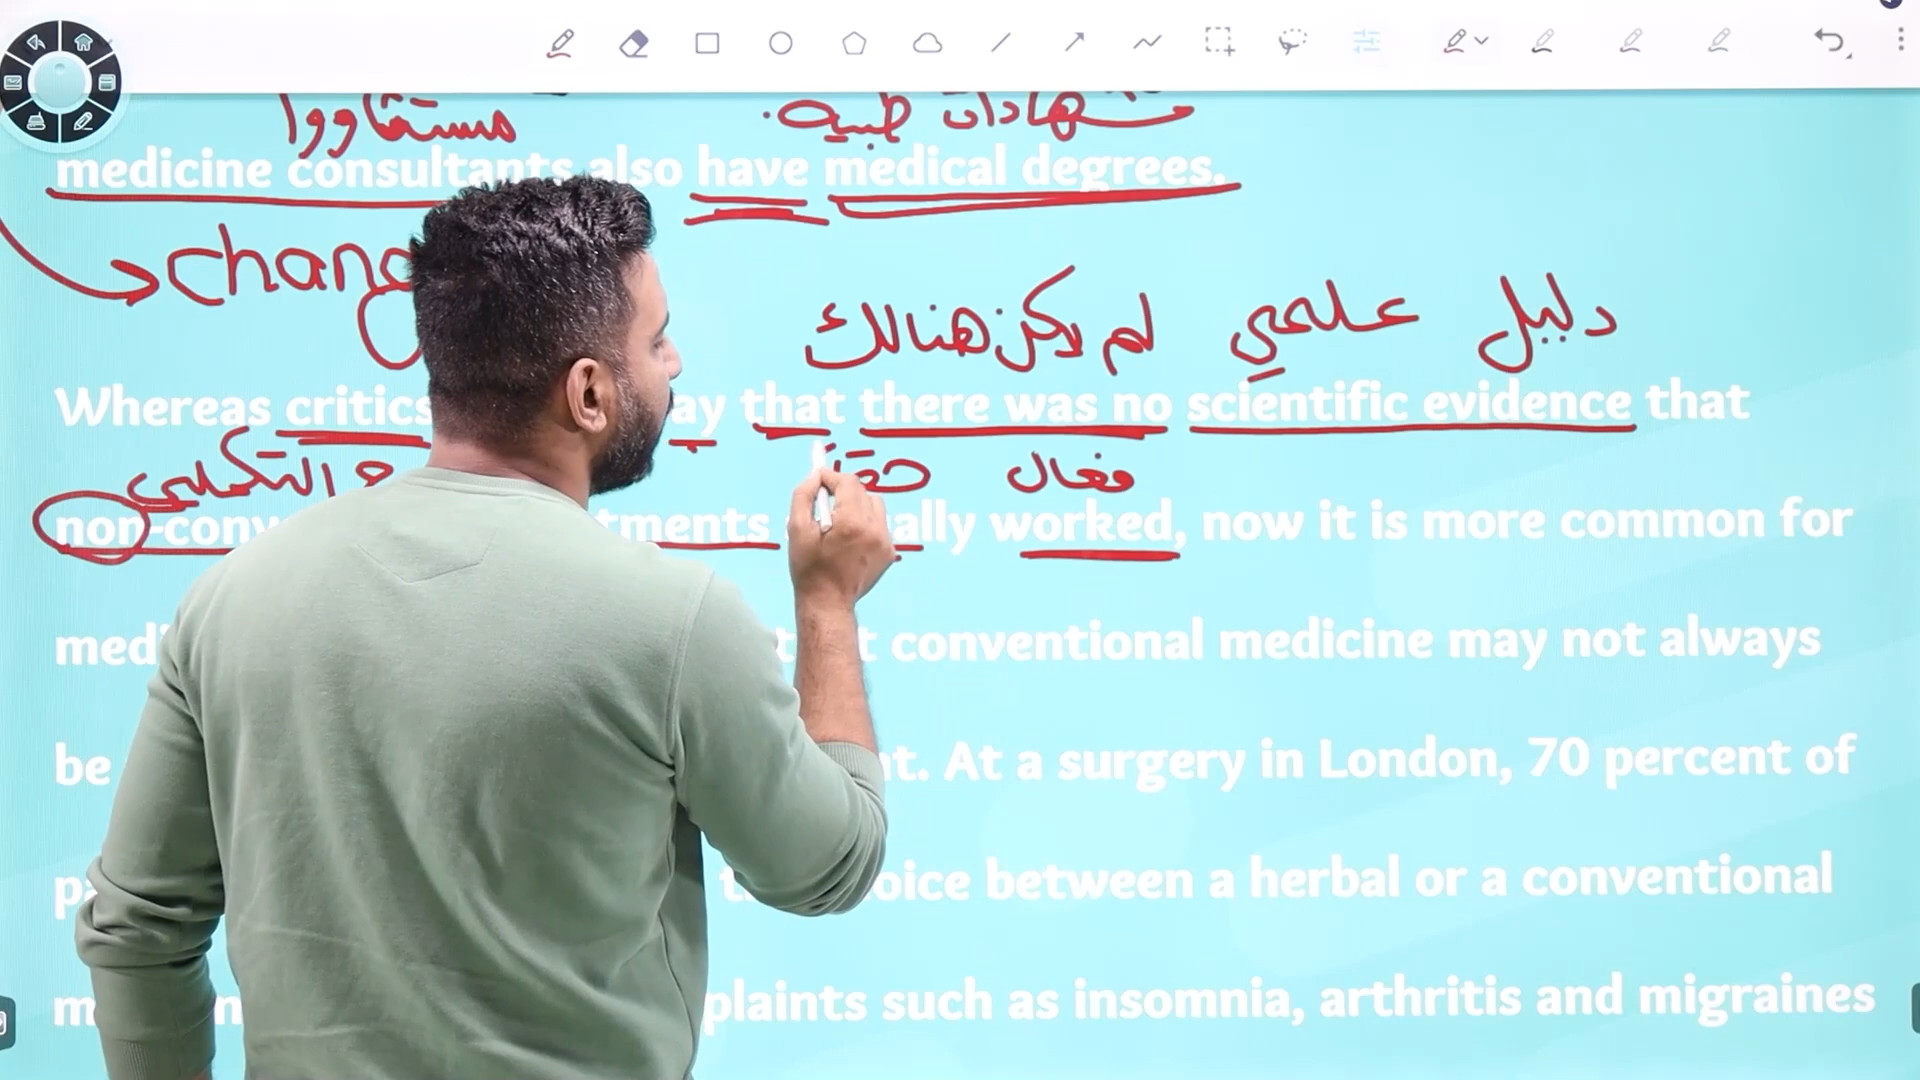 مستشاروا شهادات طبيه
medicine consultants also have medical degrees.
chang
لم يكن هنالك علمي دليل
Whereas critics ay that there was no scientific evidence that
التكميلي فعال
non-conv tments ally worked, now it is more common for
medi t conventional medicine may not always
be nt. At a surgery in London, 70 percent of
pa oice between a herbal or a conventional
m plaints such as insomnia, arthritis and migraines